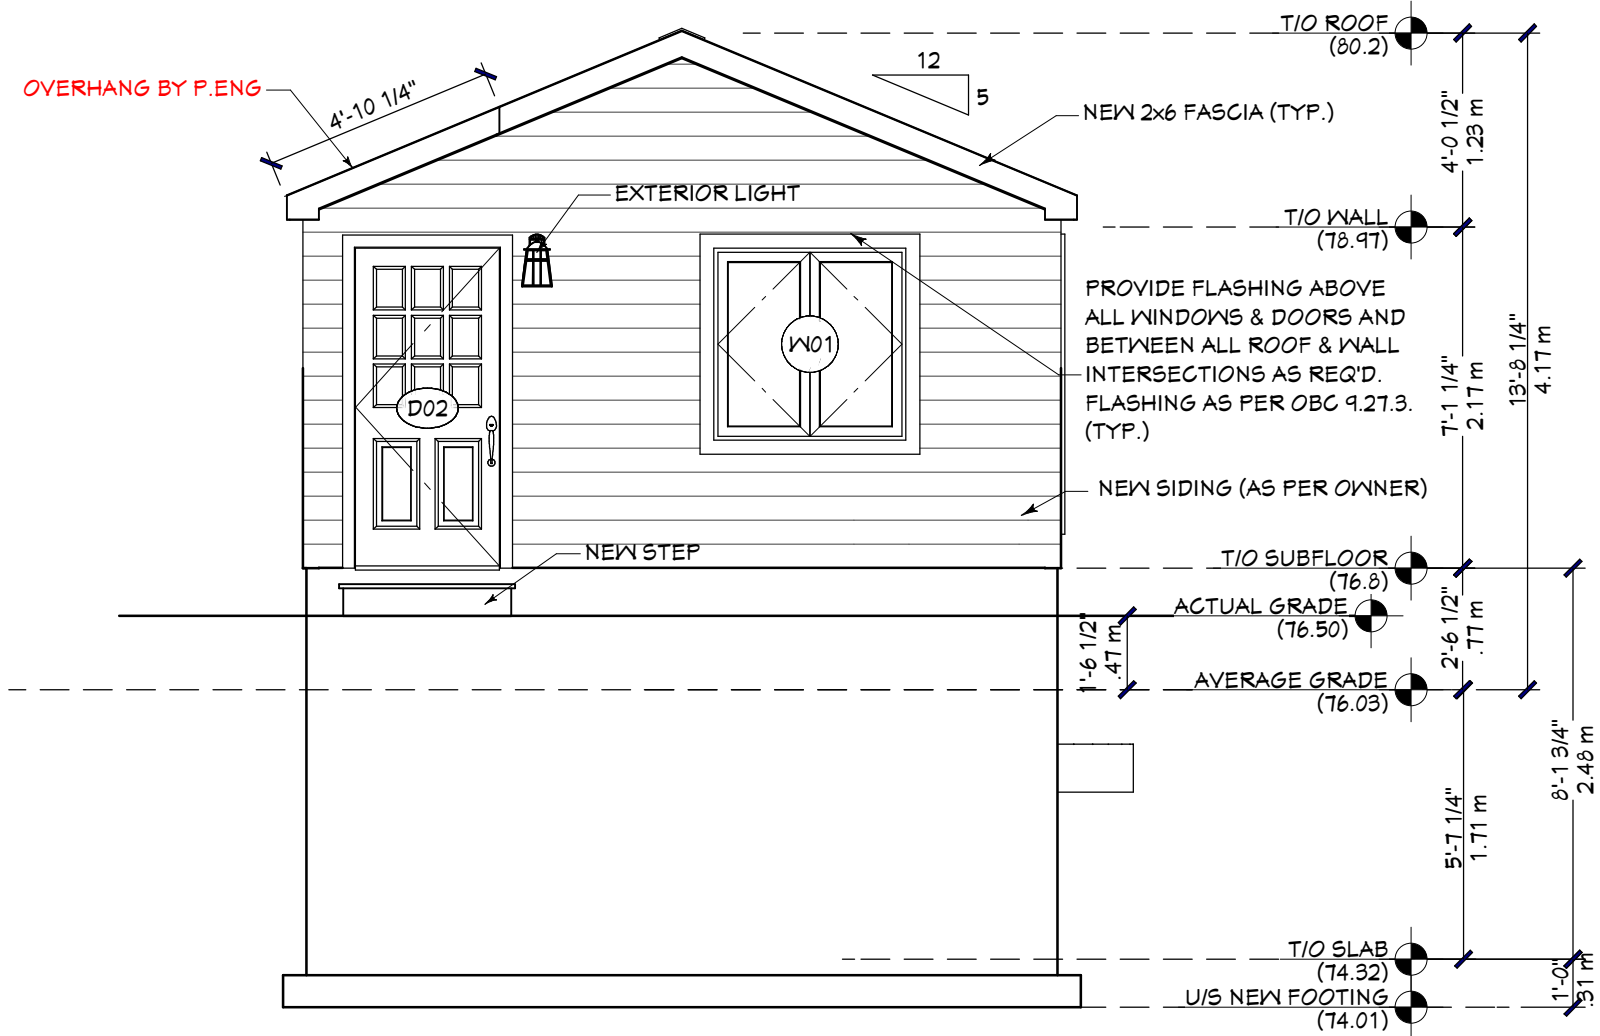 T/O ROOF
(80.2)
12
5
OVERHANG BY P.ENG
4'-10 1/4"
NEW 2x6 FASCIA (TYP.)
4'-0 1/2"
1.23 m
EXTERIOR LIGHT
T/O WALL
(78.97)
PROVIDE FLASHING ABOVE
ALL WINDOWS & DOORS AND
BETWEEN ALL ROOF & WALL
INTERSECTIONS AS REQ'D.
FLASHING AS PER OBC 9.27.3.
(TYP.)
W01
D02
7'-1 1/4"
2.17 m
13'-8 1/4"
4.17 m
NEW SIDING (AS PER OWNER)
NEW STEP
T/O SUBFLOOR
(76.8)
ACTUAL GRADE
(76.50)
1'-6 1/2"
.47 m
2'-6 1/2"
.77 m
AVERAGE GRADE
(76.03)
8'-1 3/4"
2.48 m
5'-7 1/4"
1.71 m
T/O SLAB
(74.32)
1'-0"
.31 m
U/S NEW FOOTING
(74.01)